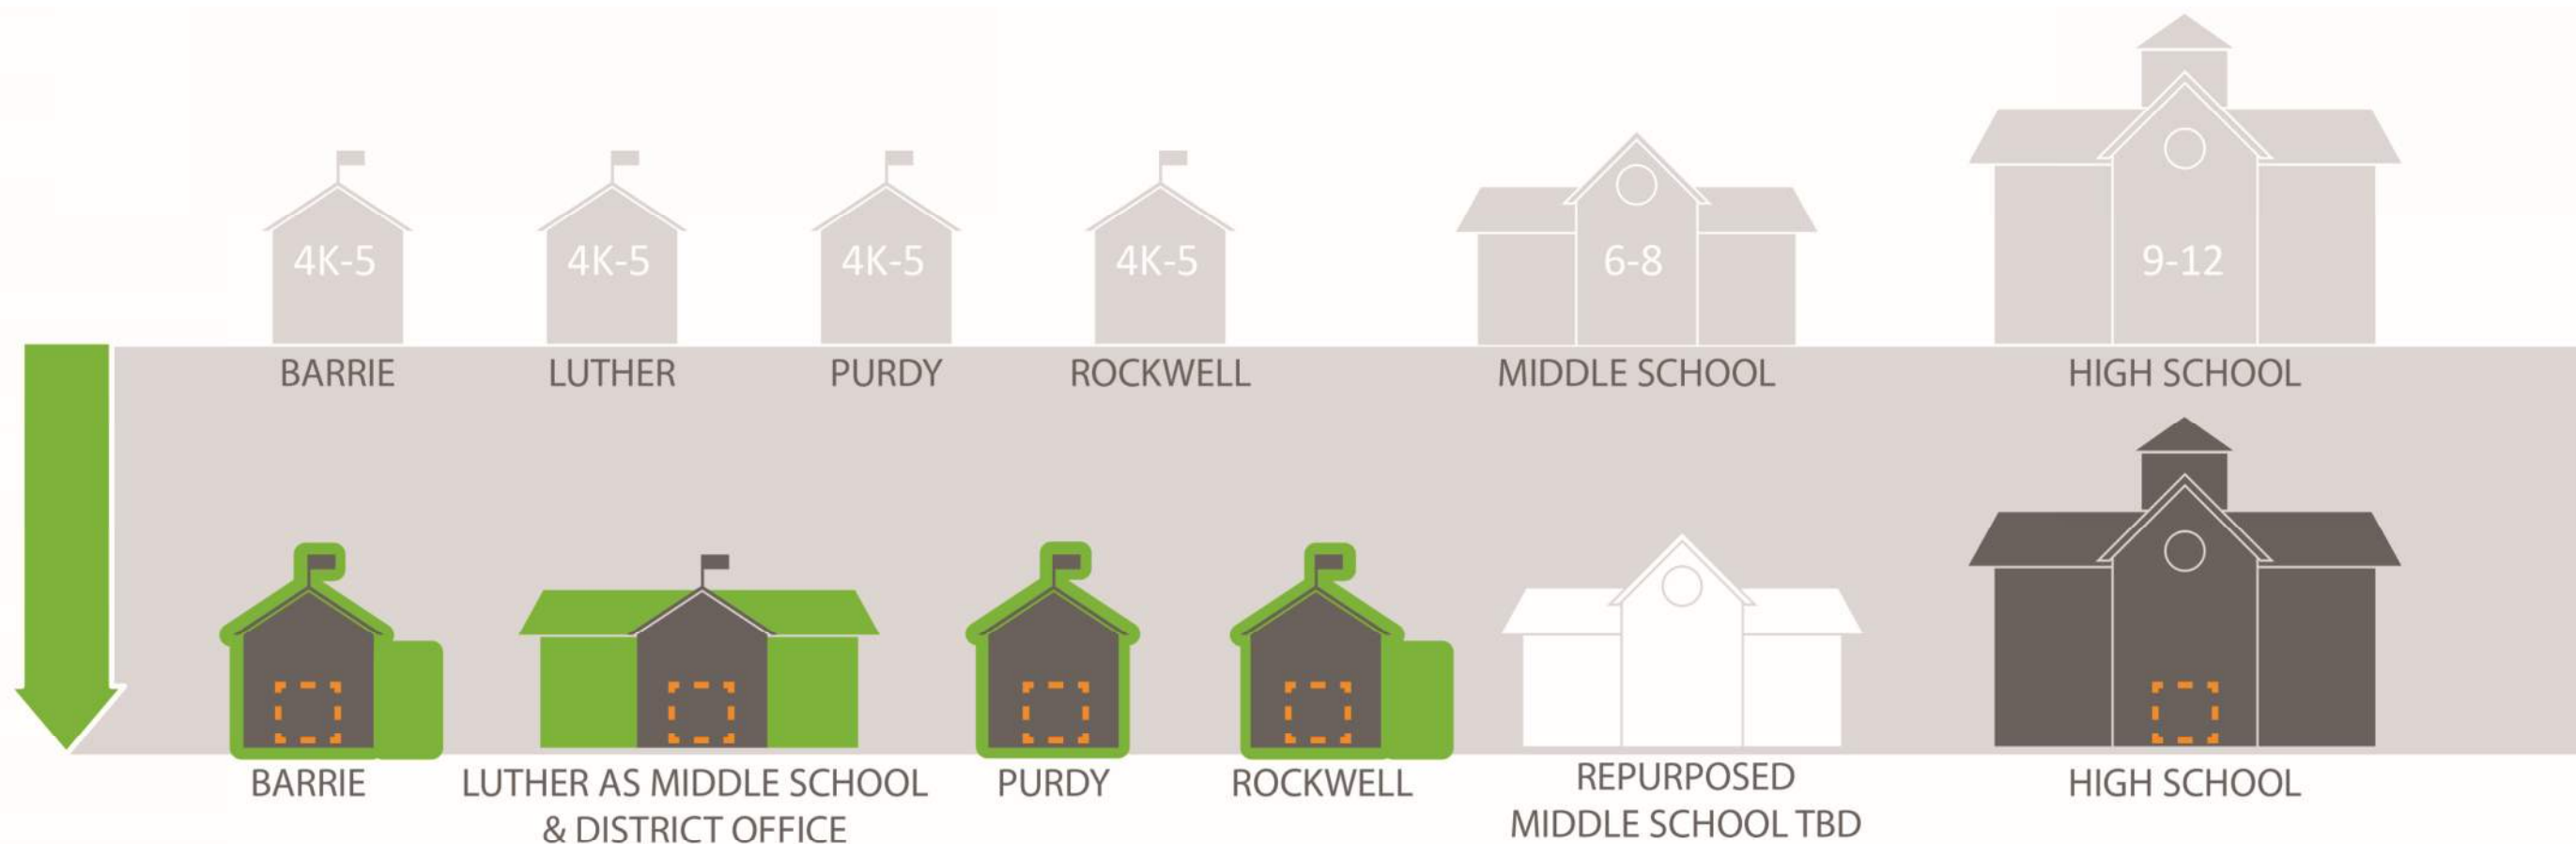 4K-5
4K-5
4K-5
4K-5
6-8
9-12
BARRIE
LUTHER
PURDY
ROCKWELL
MIDDLE SCHOOL
HIGH SCHOOL
BARRIE
LUTHER AS MIDDLE SCHOOL
& DISTRICT OFFICE
PURDY
ROCKWELL
REPURPOSED
MIDDLE SCHOOL TBD
HIGH SCHOOL